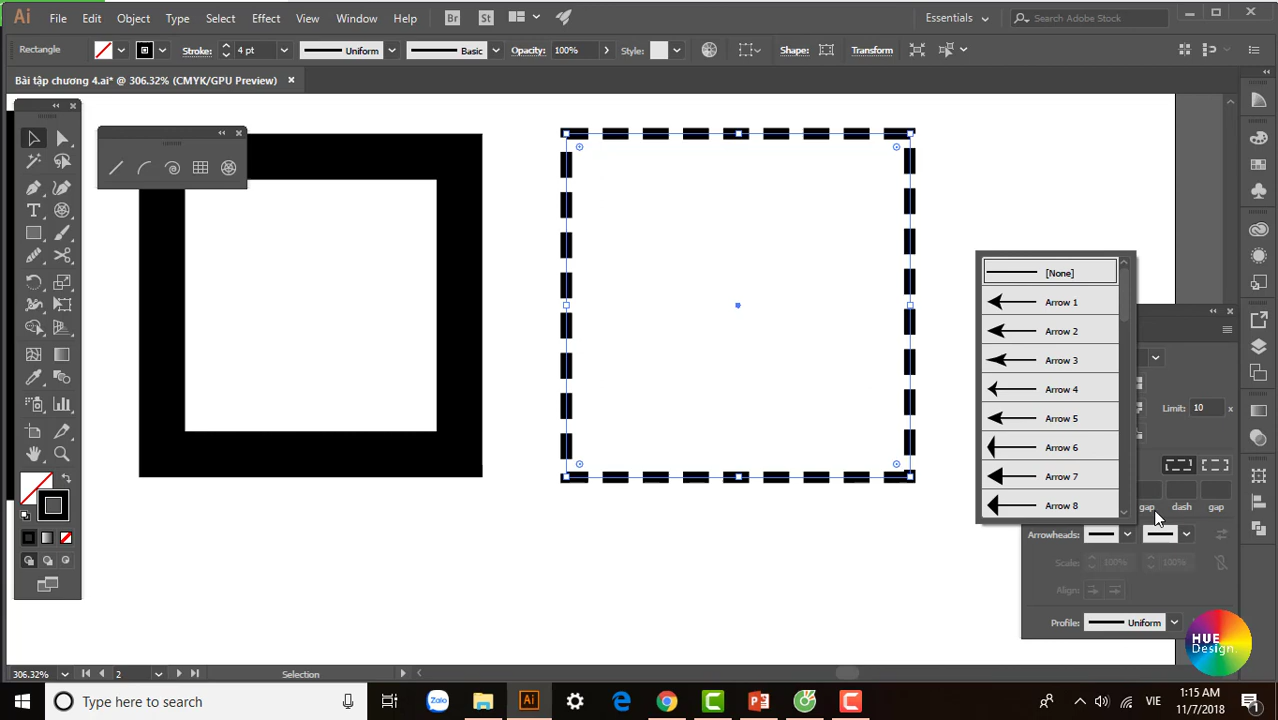 Ai File Edit Object Type Select Effect View Window Help Br St Essentials Search Adobe Stock
Rectangle Stroke: 4 pt Uniform Basic Opacity: 100% Style: Shape: Transform
Bài tập chương 4.ai* @ 306.32% (CMYK/GPU Preview)
[None]
Arrow 1
Arrow 2
Arrow 3
Arrow 4
Limit: 10 x
Arrow 5
Arrow 6
Arrow 7
Arrow 8
gap dash gap
Arrowheads:
Scale: 100% 100%
Align:
Profile: Uniform
HUE
Design.
306.32% 2 Selection
Type here to search Zalo Ai VIE 1:15 AM
11/7/2018
1